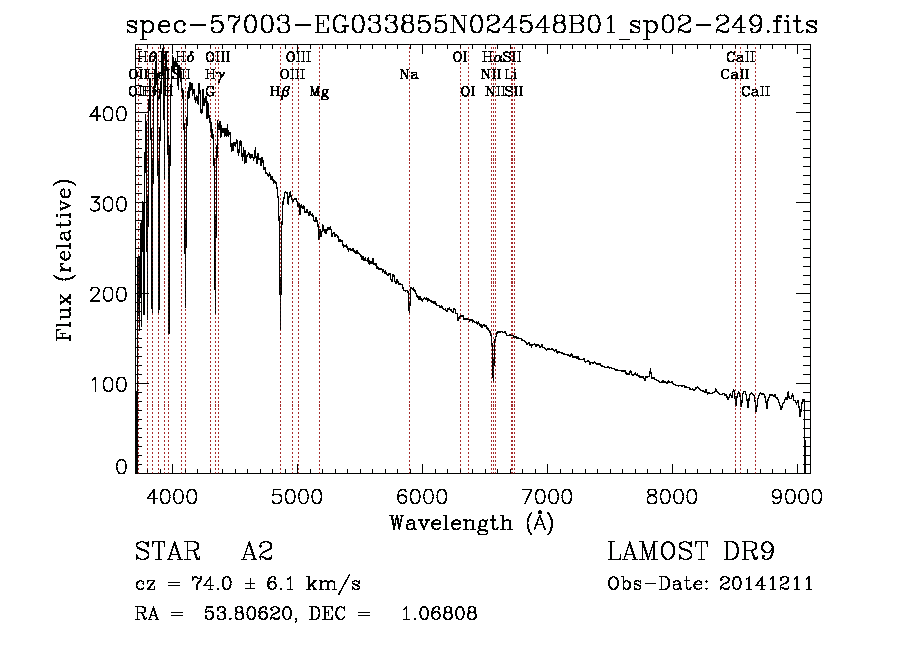 spec-57003-EG033855N024548B01_sp02-249.fits
Hδ OIII OIII OI Hα SII CaII
Hγ OIII Na NII Li CaII
G Hβ Mg OI NII SII CaII
400
300
200
100
0
Flux (relative)
4000 5000 6000 7000 8000 9000
Wavelength (Å)
STAR A2 LAMOST DR9
cz = 74.0 ± 6.1 km/s Obs-Date: 20141211
RA = 53.80620, DEC = 1.06808